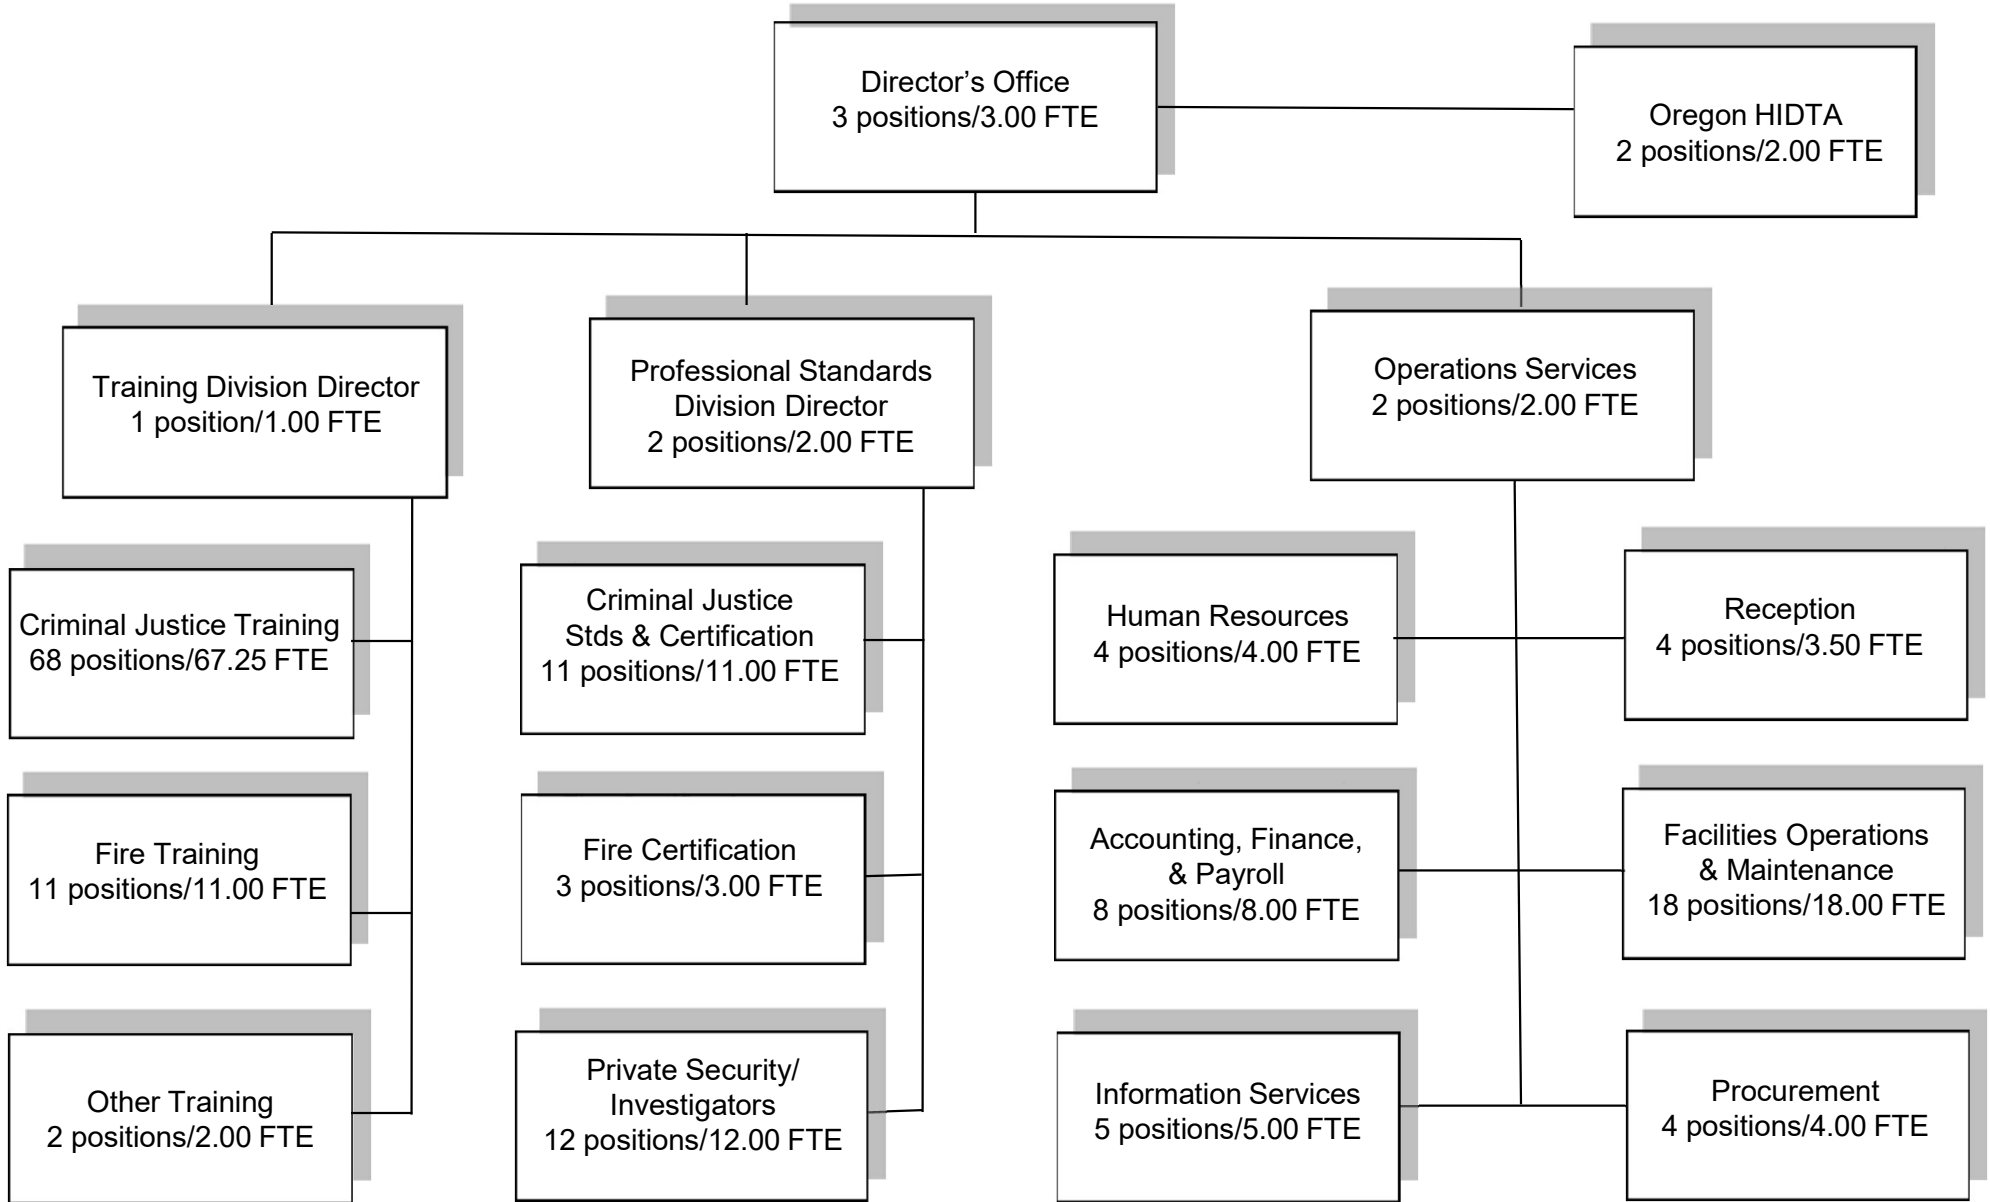 Director’s Office
3 positions/3.00 FTE
Oregon HIDTA
2 positions/2.00 FTE
Training Division Director
1 position/1.00 FTE
Professional Standards
Division Director
2 positions/2.00 FTE
Operations Services
2 positions/2.00 FTE
Criminal Justice Training
68 positions/67.25 FTE
Criminal Justice
Stds & Certification
11 positions/11.00 FTE
Human Resources
4 positions/4.00 FTE
Reception
4 positions/3.50 FTE
Fire Training
11 positions/11.00 FTE
Fire Certification
3 positions/3.00 FTE
Accounting, Finance,
& Payroll
8 positions/8.00 FTE
Facilities Operations
& Maintenance
18 positions/18.00 FTE
Other Training
2 positions/2.00 FTE
Private Security/
Investigators
12 positions/12.00 FTE
Information Services
5 positions/5.00 FTE
Procurement
4 positions/4.00 FTE